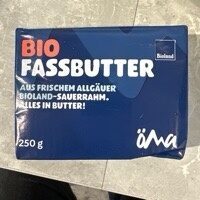 BIO
Bioland
FASSBUTTER
AUS FRISCHEM ALLGÄUER
BIOLAND-SAUERRAHM.
ALLES IN BUTTER!
250 g
öma